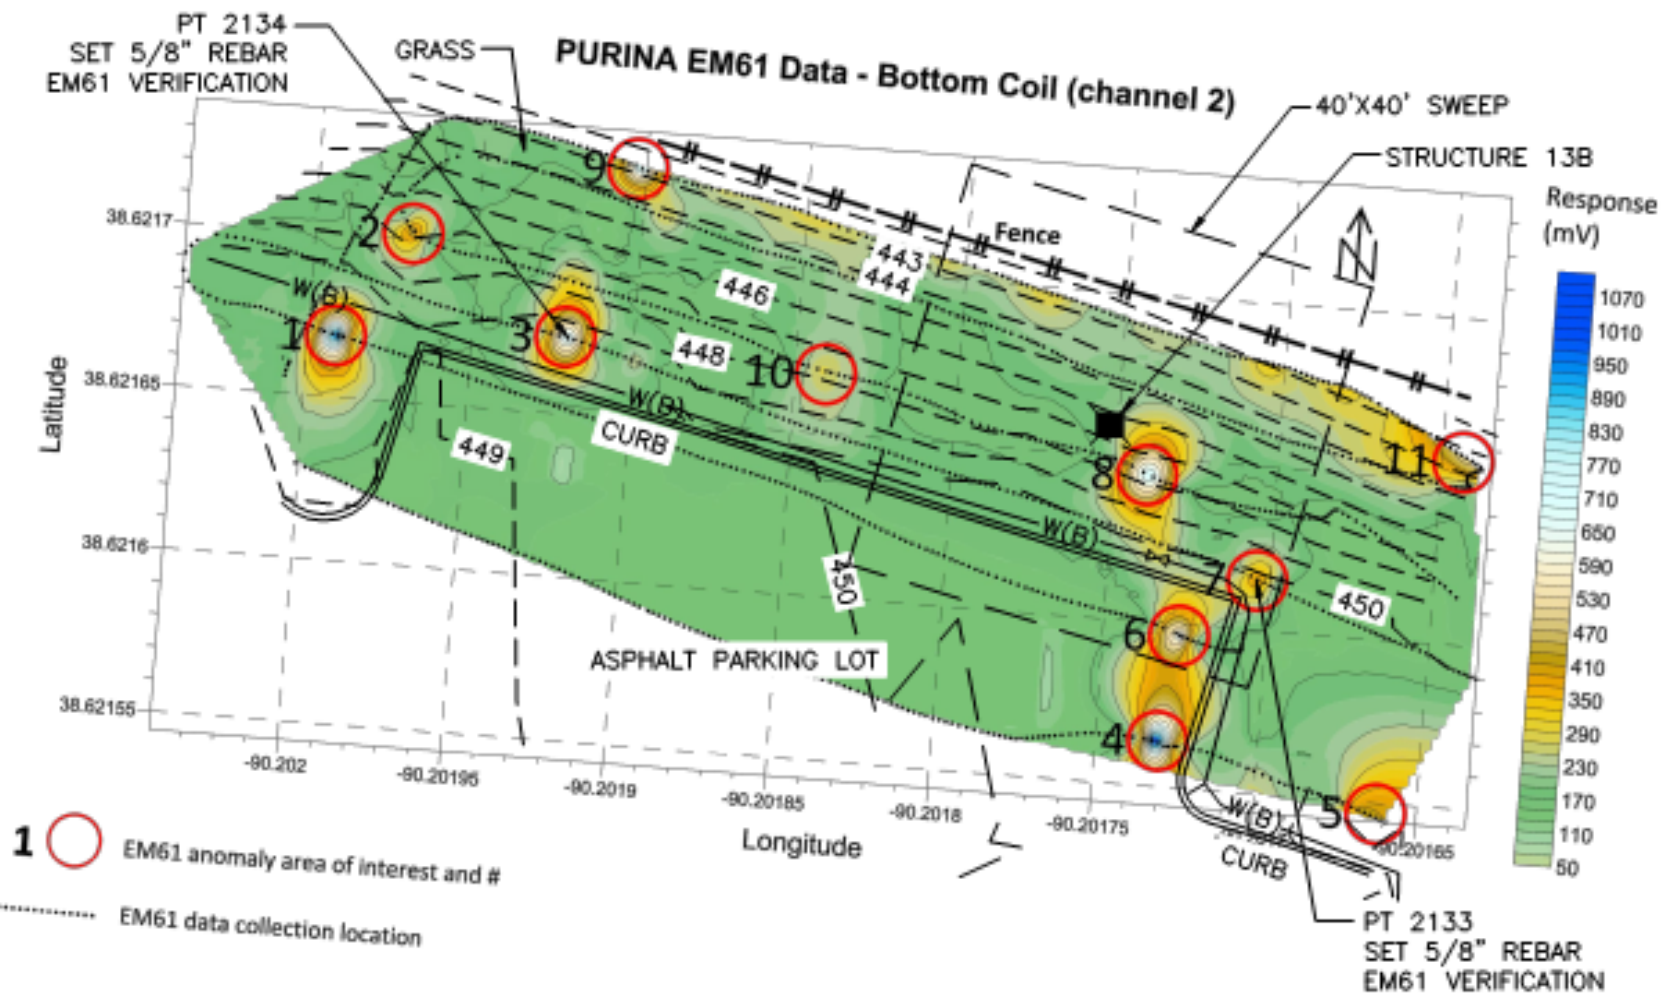 PT 2134
SET 5/8" REBAR
EM61 VERIFICATION
GRASS
PURINA EM61 Data - Bottom Coil (channel 2)
40'X40' SWEEP
STRUCTURE 13B
Response
(mV)
1070
1010
950
890
830
770
710
650
590
530
470
410
350
290
230
170
110
50
Fence
N
443
444
446
448
449
450
450
W(B)
W(B)
W(B)
W(B)
CURB
CURB
ASPHALT PARKING LOT
9
2
1
3
10
8
11
7
6
4
5
Latitude
38.6217
38.62165
38.6216
38.62155
-90.202
-90.20195
-90.2019
-90.20185
-90.2018
-90.20175
-90.20165
Longitude
1
EM61 anomaly area of interest and #
EM61 data collection location
PT 2133
SET 5/8" REBAR
EM61 VERIFICATION